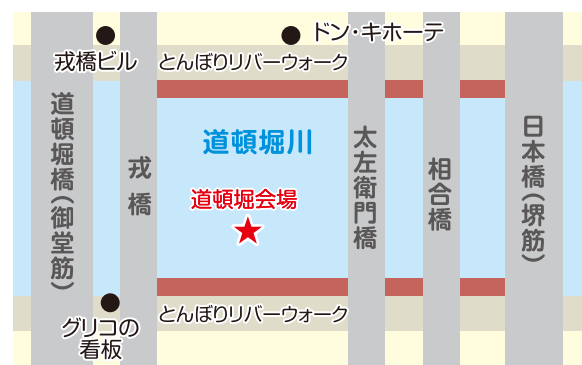 ドン・キホーテ
戎橋ビル
とんぼりリバーウォーク
道頓堀橋(御堂筋)
戎橋
道頓堀川
道頓堀会場
★
太左衛門橋
相合橋
日本橋(堺筋)
とんぼりリバーウォーク
グリコの
看板